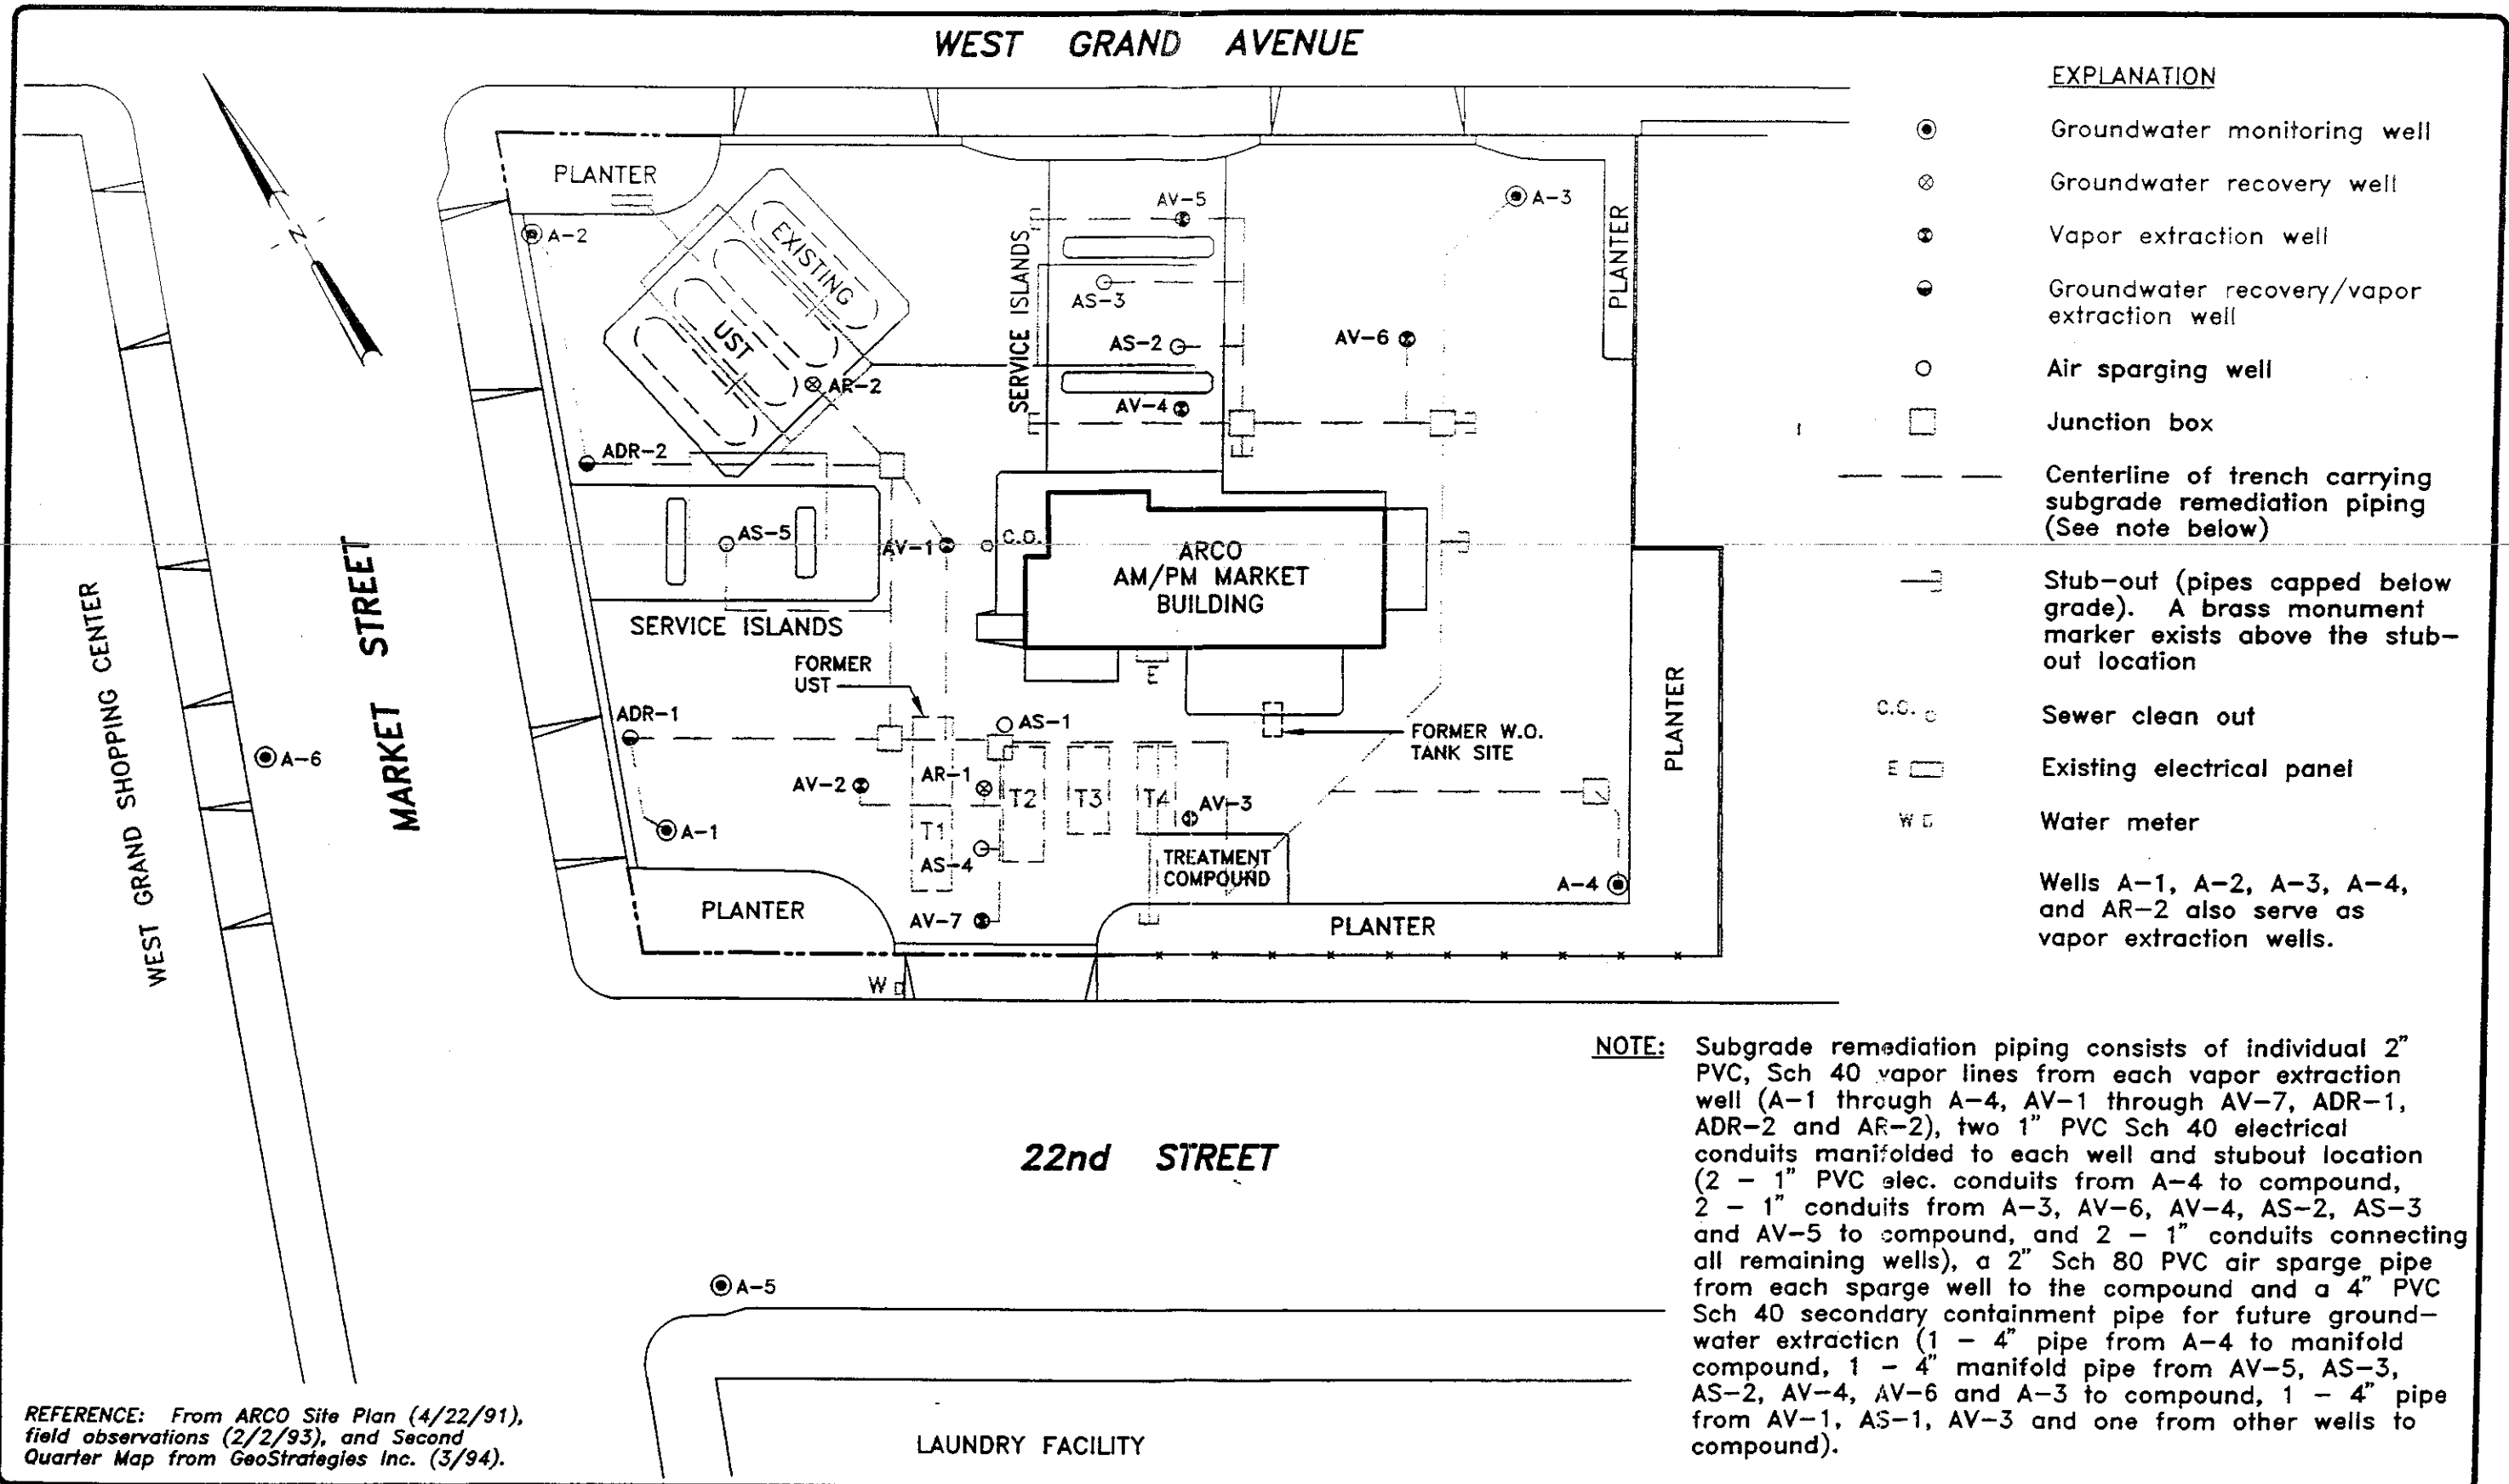 WEST GRAND AVENUE
PLANTER
A-2
EXISTING
UST
AR-2
ADR-2
AV-5
SERVICE ISLANDS
AS-3
AS-2
AV-4
AV-6
A-3
PLANTER
AS-5
AV-1
C.O.
ARCO
AM/PM MARKET
BUILDING
SERVICE ISLANDS
FORMER
UST
E
ADR-1
AS-1
FORMER W.O.
TANK SITE
PLANTER
AV-2
AR-1
T1
T2
T3
T4
AV-3
A-1
AS-4
TREATMENT
COMPOUND
A-4
PLANTER
AV-7
PLANTER
W
N
WEST GRAND SHOPPING CENTER
MARKET STREET
A-6
22nd STREET
A-5
LAUNDRY FACILITY
EXPLANATION
Groundwater monitoring well
Groundwater recovery well
Vapor extraction well
Groundwater recovery/vapor
extraction well
Air sparging well
Junction box
Centerline of trench carrying
subgrade remediation piping
(See note below)
Stub-out (pipes capped below
grade). A brass monument
marker exists above the stub-
out location
C.O. Sewer clean out
E Existing electrical panel
W Water meter
Wells A-1, A-2, A-3, A-4,
and AR-2 also serve as
vapor extraction wells.
NOTE: Subgrade remediation piping consists of individual 2"
PVC, Sch 40 vapor lines from each vapor extraction
well (A-1 through A-4, AV-1 through AV-7, ADR-1,
ADR-2 and AR-2), two 1" PVC Sch 40 electrical
conduits manifolded to each well and stubout location
(2 - 1" PVC elec. conduits from A-4 to compound,
2 - 1" conduits from A-3, AV-6, AV-4, AS-2, AS-3
and AV-5 to compound, and 2 - 1" conduits connecting
all remaining wells), a 2" Sch 80 PVC air sparge pipe
from each sparge well to the compound and a 4" PVC
Sch 40 secondary containment pipe for future ground-
water extraction (1 - 4" pipe from A-4 to manifold
compound, 1 - 4" manifold pipe from AV-5, AS-3,
AS-2, AV-4, AV-6 and A-3 to compound, 1 - 4" pipe
from AV-1, AS-1, AV-3 and one from other wells to
compound).
REFERENCE: From ARCO Site Plan (4/22/91),
field observations (2/2/93), and Second
Quarter Map from GeoStrategies Inc. (3/94).